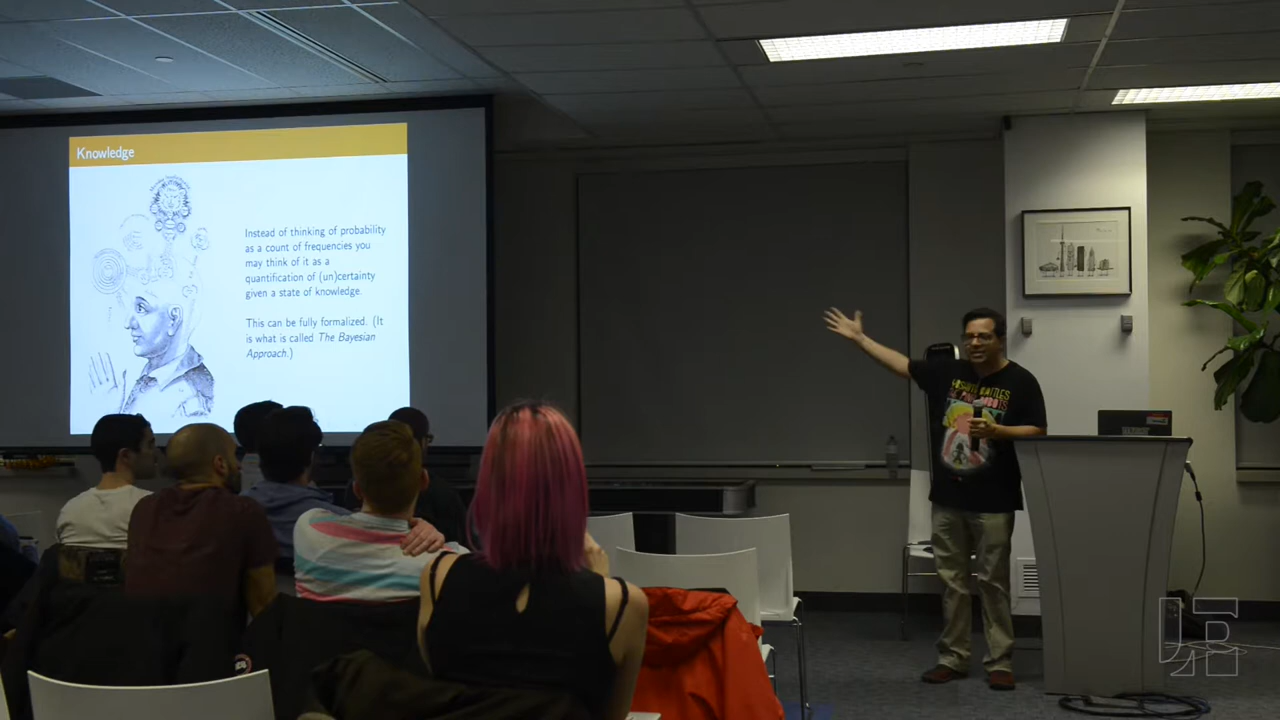 Knowledge
Instead of thinking of probability
as a count of frequencies you
may think of it as a
quantification of (un)certainty
given a state of knowledge.
This can be fully formalized. (It
is what is called The Bayesian
Approach.)